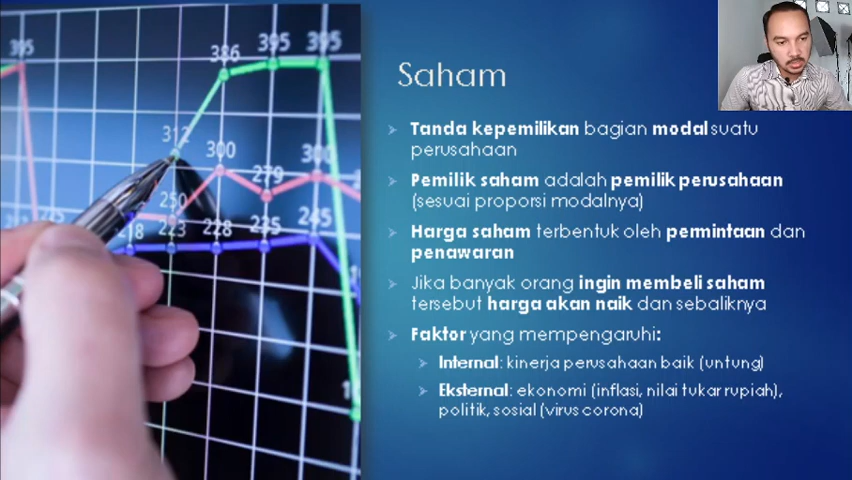 395
386
395
395
312
300
279
300
250
218
223
228
235
245
Saham
Tanda kepemilikan bagian modal suatu
perusahaan
Pemilik saham adalah pemilik perusahaan
(sesuai proporsi modalnya)
Harga saham terbentuk oleh permintaan dan
penawaran
Jika banyak orang ingin membeli saham
tersebut harga akan naik dan sebaliknya
Faktor yang mempengaruhi:
Internal: kinerja perusahaan baik (untung)
Eksternal: ekonomi (inflasi, nilai tukar rupiah),
politik, sosial (virus corona)